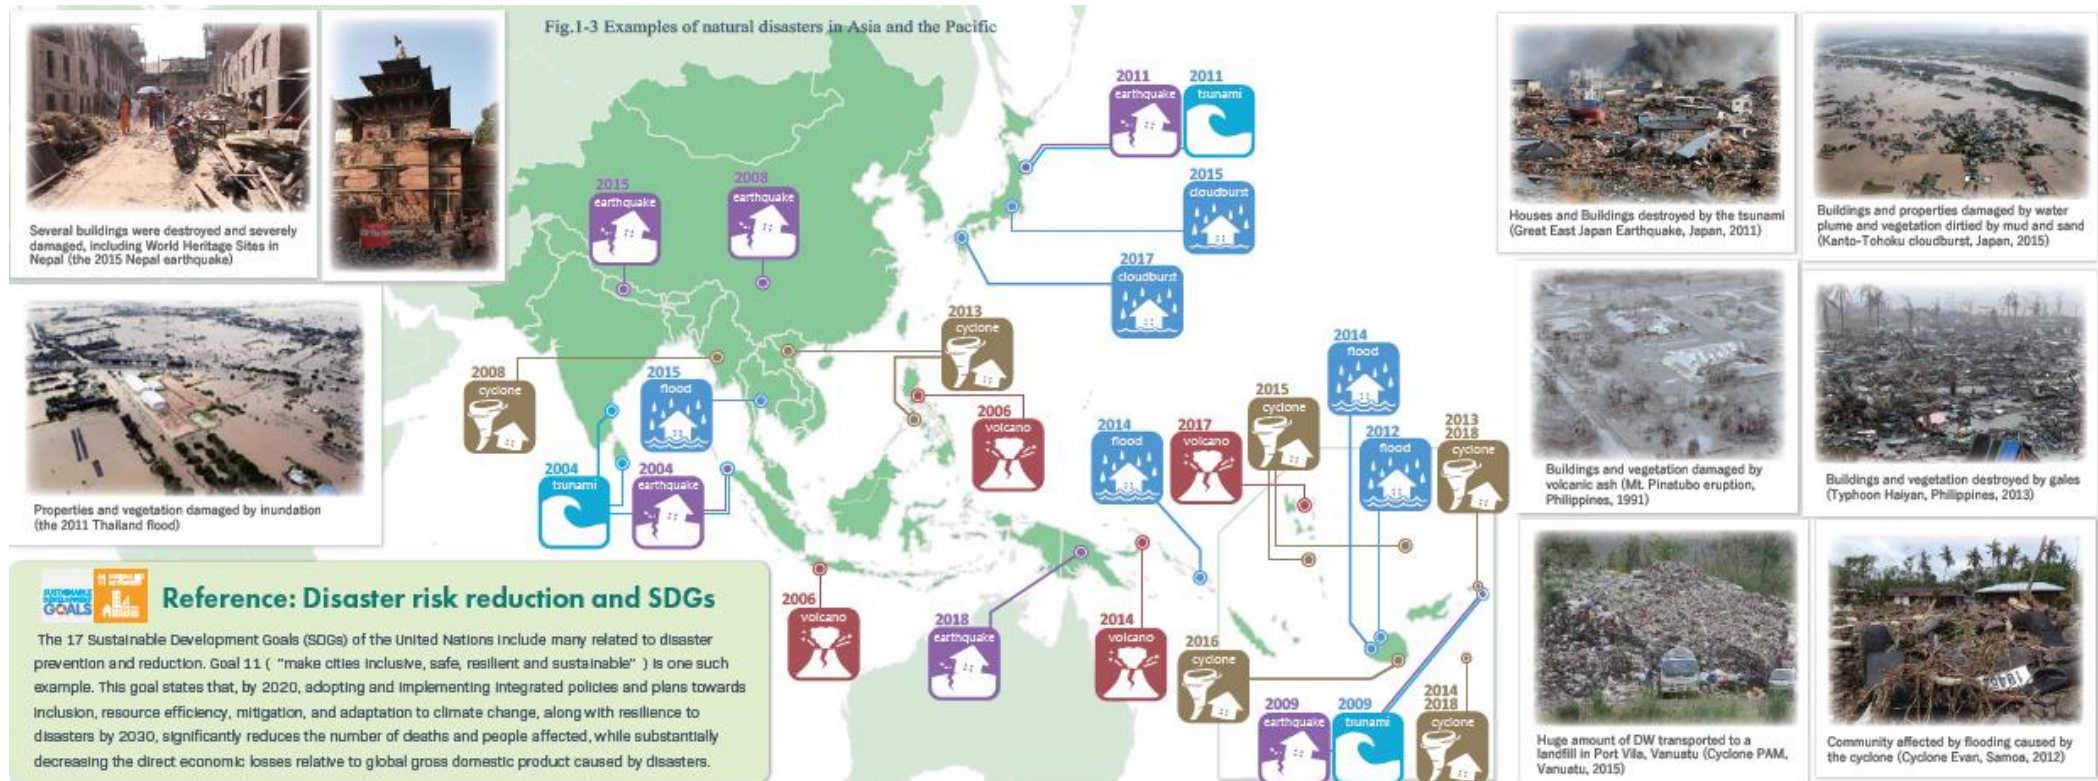 Fig.1-3 Examples of natural disasters in Asia and the Pacific
Several buildings were destroyed and severely
damaged, including World Heritage Sites in
Nepal (the 2015 Nepal earthquake)
Properties and vegetation damaged by inundation
(the 2011 Thailand flood)
2011
earthquake
2011
tsunami
2015
cloudburst
2017
cloudburst
2015
earthquake
2008
earthquake
2013
cyclone
2008
cyclone
2015
flood
2006
volcano
2004
tsunami
2004
earthquake
2014
flood
2017
volcano
2015
cyclone
2014
flood
2012
flood
2013
2018
cyclone
2006
volcano
2018
earthquake
2014
volcano
2016
cyclone
2009
earthquake
2009
tsunami
2014
2018
cyclone
Houses and Buildings destroyed by the tsunami
(Great East Japan Earthquake, Japan, 2011)
Buildings and properties damaged by water
plume and vegetation dirtied by mud and sand
(Kanto-Tohoku cloudburst, Japan, 2015)
Buildings and vegetation damaged by
volcanic ash (Mt. Pinatubo eruption,
Philippines, 1991)
Buildings and vegetation destroyed by gales
(Typhoon Haiyan, Philippines, 2013)
Huge amount of DW transported to a
landfill in Port Vila, Vanuatu (Cyclone PAM,
Vanuatu, 2015)
Community affected by flooding caused by
the cyclone (Cyclone Evan, Samoa, 2012)
SUSTAINABLE
DEVELOPMENT
GOALS
11
Reference: Disaster risk reduction and SDGs
The 17 Sustainable Development Goals (SDGs) of the United Nations include many related to disaster
prevention and reduction. Goal 11 ( “make cities inclusive, safe, resilient and sustainable” ) is one such
example. This goal states that, by 2020, adopting and implementing integrated policies and plans towards
inclusion, resource efficiency, mitigation, and adaptation to climate change, along with resilience to
disasters by 2030, significantly reduces the number of deaths and people affected, while substantially
decreasing the direct economic losses relative to global gross domestic product caused by disasters.